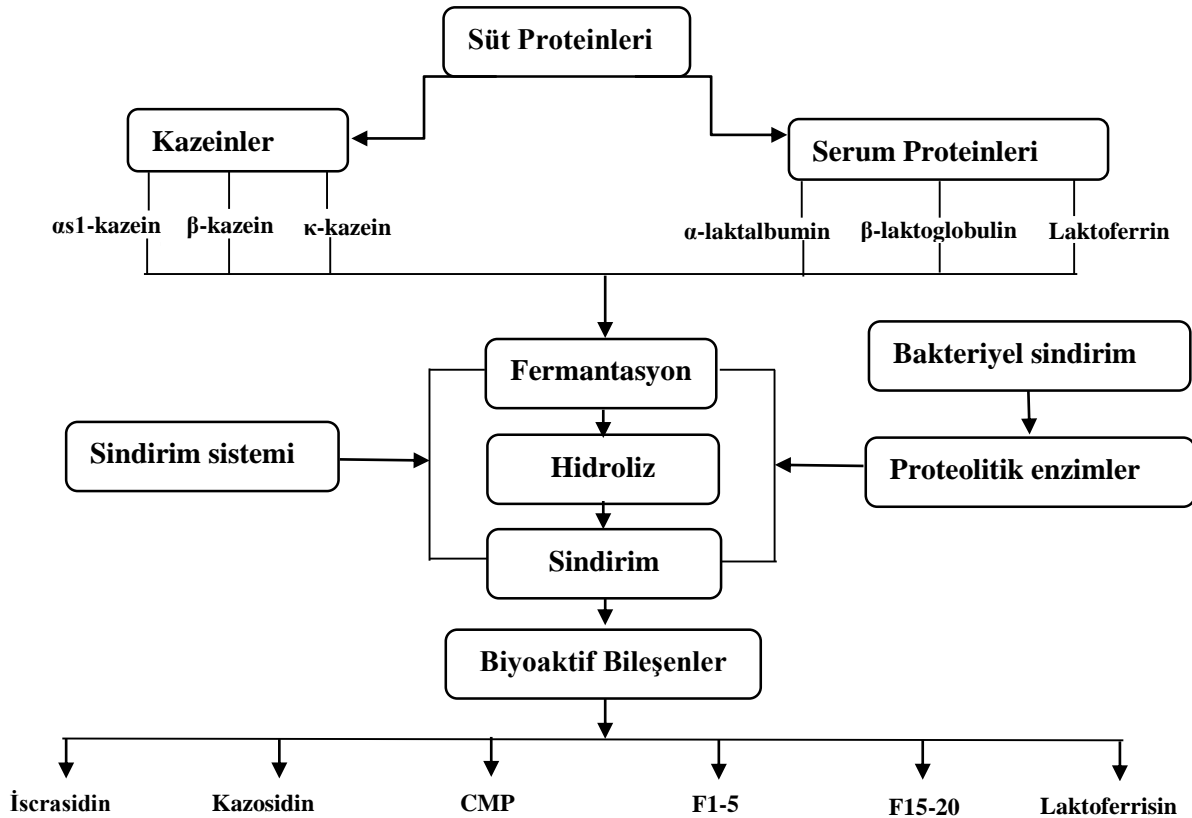 Süt Proteinleri
Kazeinler
Serum Proteinleri
αs1-kazein
β-kazein
κ-kazein
α-laktalbumin
β-laktoglobulin
Laktoferrin
Fermantasyon
Bakteriyel sindirim
Sindirim sistemi
Hidroliz
Proteolitik enzimler
Sindirim
Biyoaktif Bileşenler
İscrasidin
Kazosidin
CMP
F1-5
F15-20
Laktoferrisin